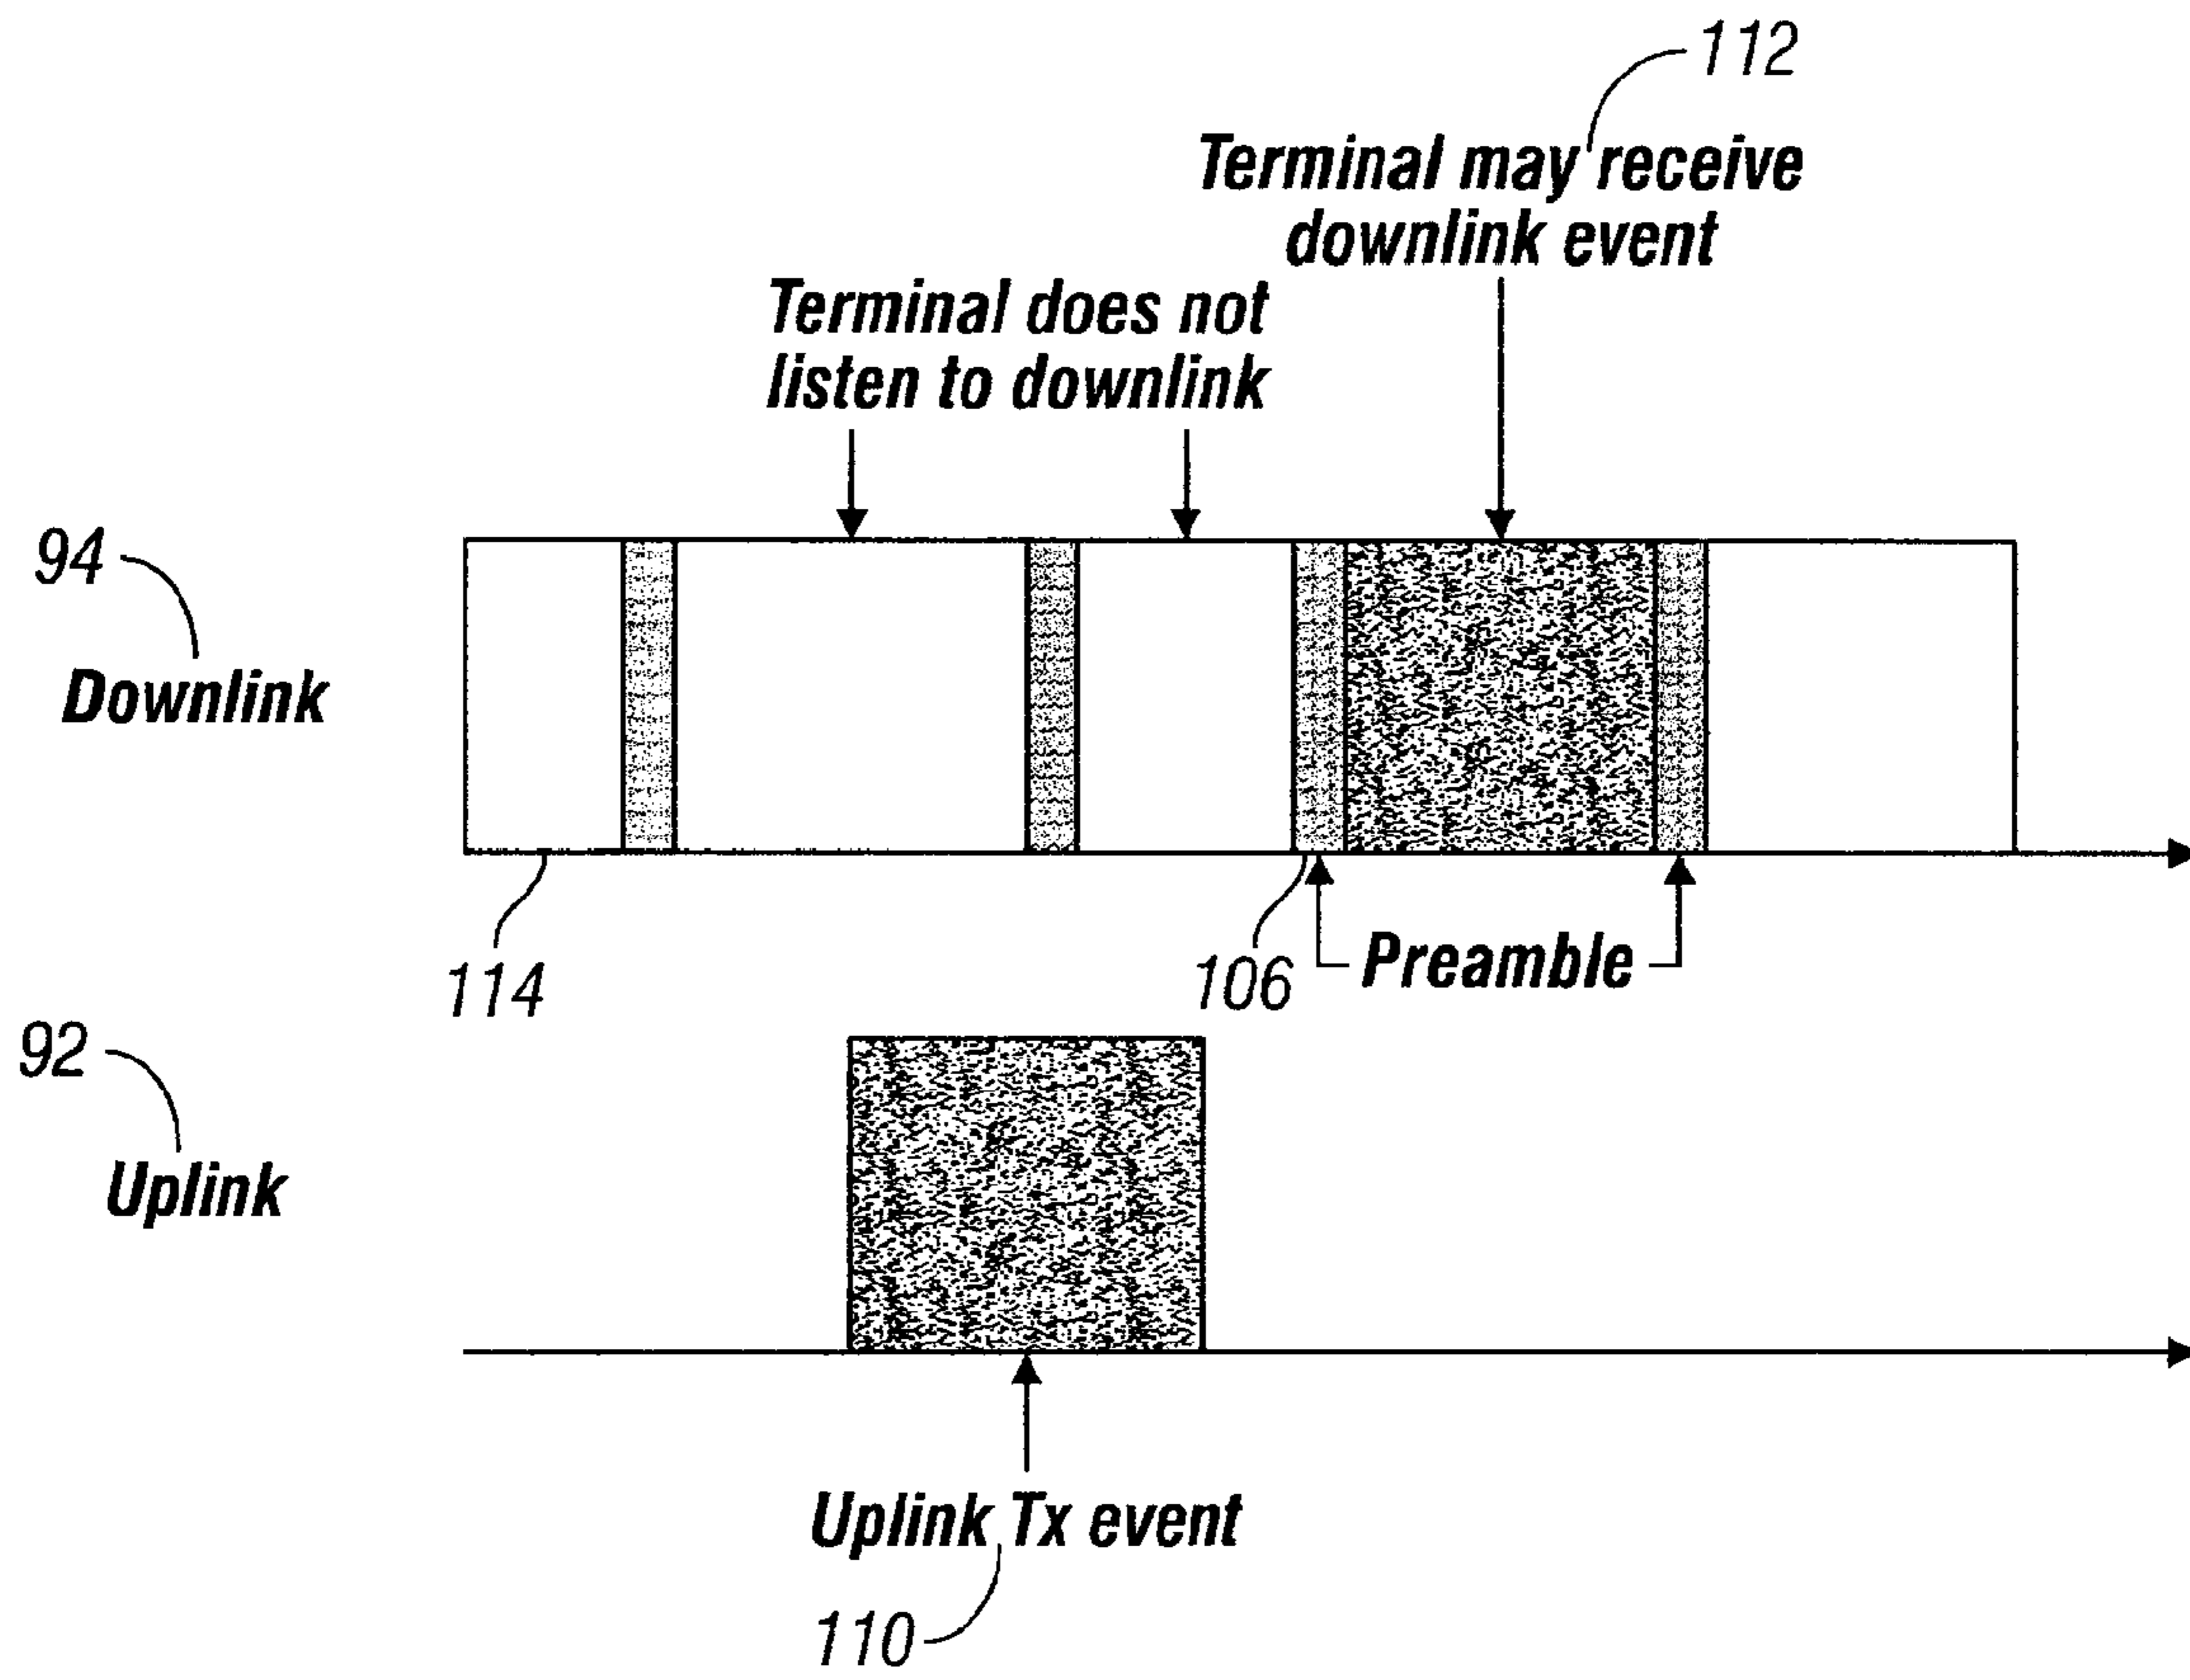 112
Terminal may receive
downlink event
Terminal does not
listen to downlink
94
Downlink
114
106
Preamble
92
Uplink
Uplink Tx event
110